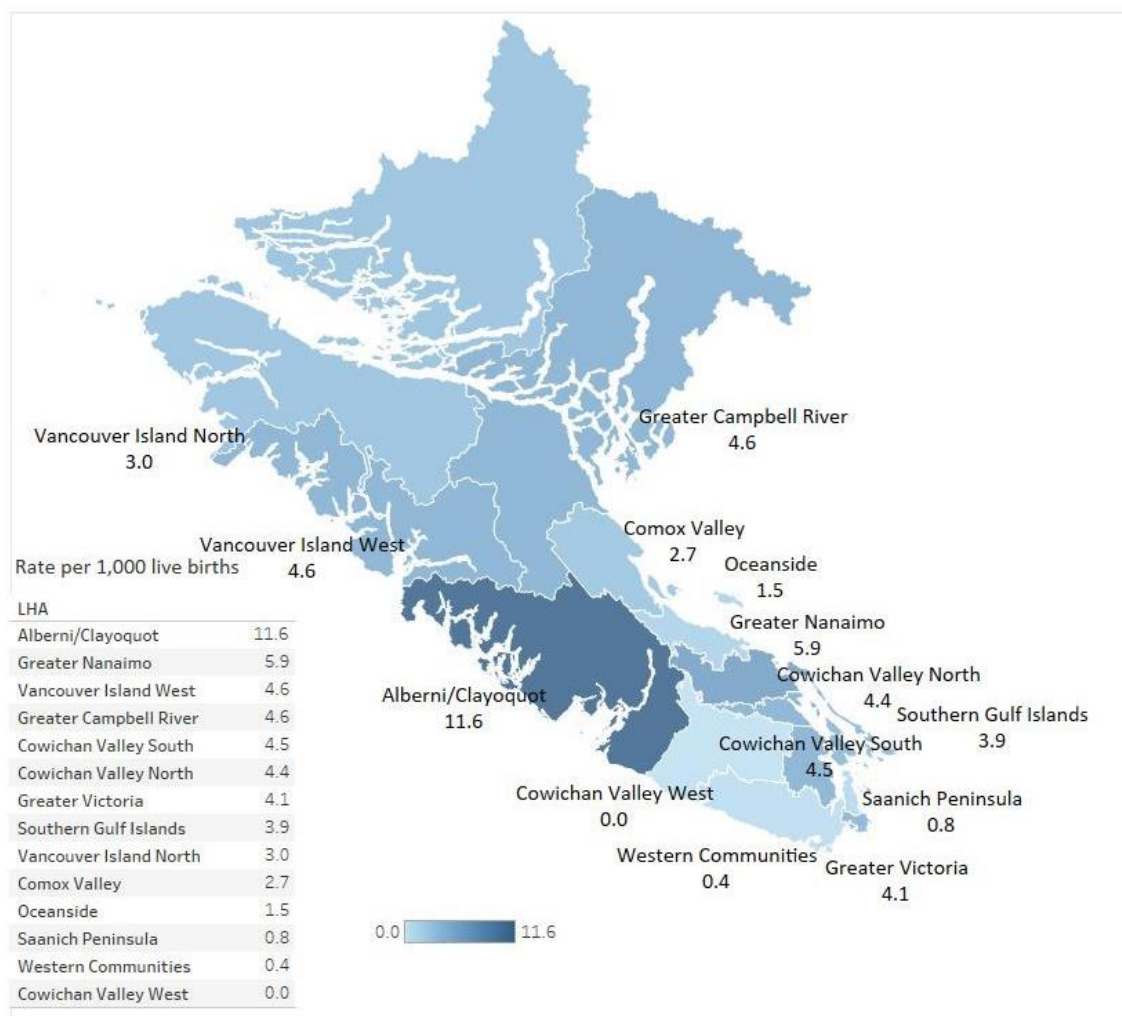 Greater Campbell River
4.6
Vancouver Island North
3.0
Comox Valley
2.7
Vancouver Island West
4.6
Oceanside
1.5
Rate per 1,000 live births
Greater Nanaimo
5.9
Cowichan Valley North
4.4
Alberni/Clayoquot
11.6
Southern Gulf Islands
3.9
Cowichan Valley South
4.5
Cowichan Valley West
0.0
Saanich Peninsula
0.8
Western Communities
0.4
Greater Victoria
4.1
LHA
Alberni/Clayoquot 11.6
Greater Nanaimo 5.9
Vancouver Island West 4.6
Greater Campbell River 4.6
Cowichan Valley South 4.5
Cowichan Valley North 4.4
Greater Victoria 4.1
Southern Gulf Islands 3.9
Vancouver Island North 3.0
Comox Valley 2.7
Oceanside 1.5
Saanich Peninsula 0.8
Western Communities 0.4
Cowichan Valley West 0.0
0.0 11.6